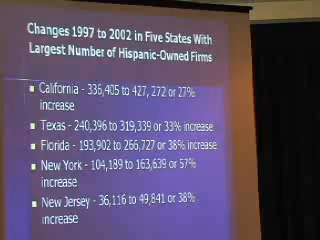 Changes 1997 to 2002 in Five States With
Largest Number of Hispanic-Owned Firms
California - 336,405 to 427, 272 or 27%
increase
Texas - 240,396 to 319,339 or 33% increase
Florida - 193,902 to 266,727 or 38% increase
New York - 104,189 to 163,639 or 57%
increase
New Jersey - 36,116 to 49,841 or 38%
increase